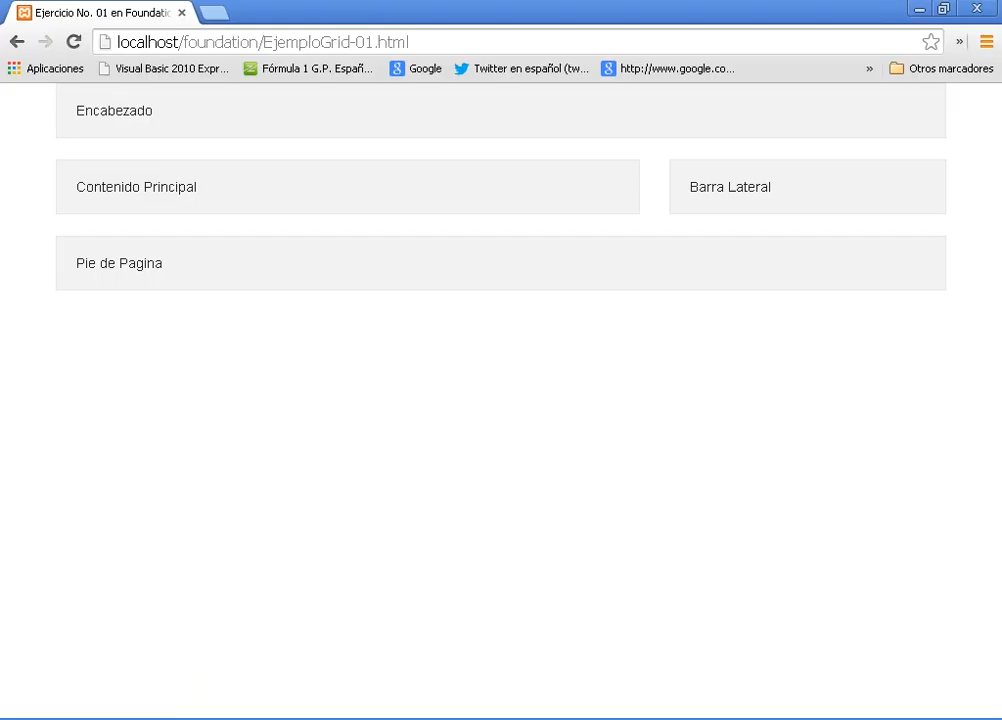 Ejercicio No. 01 en Foundatic
localhost/foundation/EjemploGrid-01.html
Aplicaciones Visual Basic 2010 Expr... Fórmula 1 G.P. Españ... Google Twitter en español (tw... http://www.google.co... » Otros marcadores
Encabezado
Contenido Principal Barra Lateral
Pie de Pagina